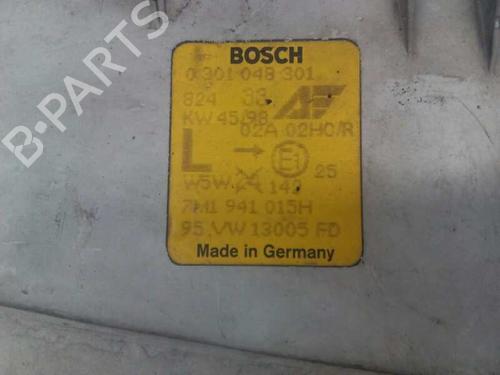 BOSCH
0 301 048 301
824 33
KW 45/98
02A 02HC/R
L → E1 25
W5W 148
7M1 941 015H
95 VW 13005 FD
Made in Germany
B-PARTS